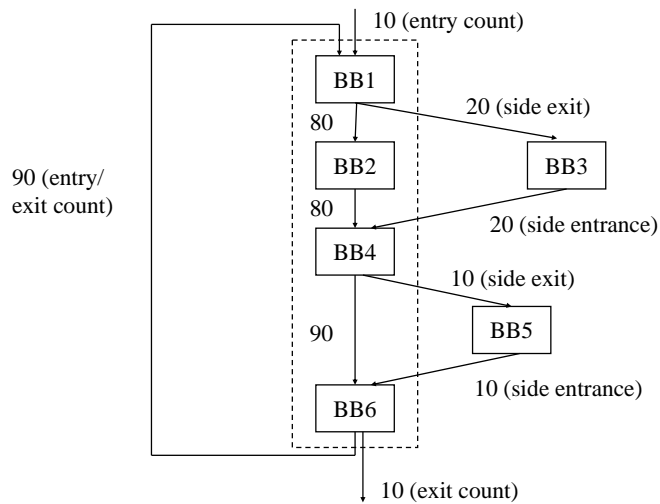 10 (entry count)
BB1
20 (side exit)
80
BB2
BB3
90 (entry/
exit count)
80
20 (side entrance)
BB4
10 (side exit)
90
BB5
10 (side entrance)
BB6
10 (exit count)